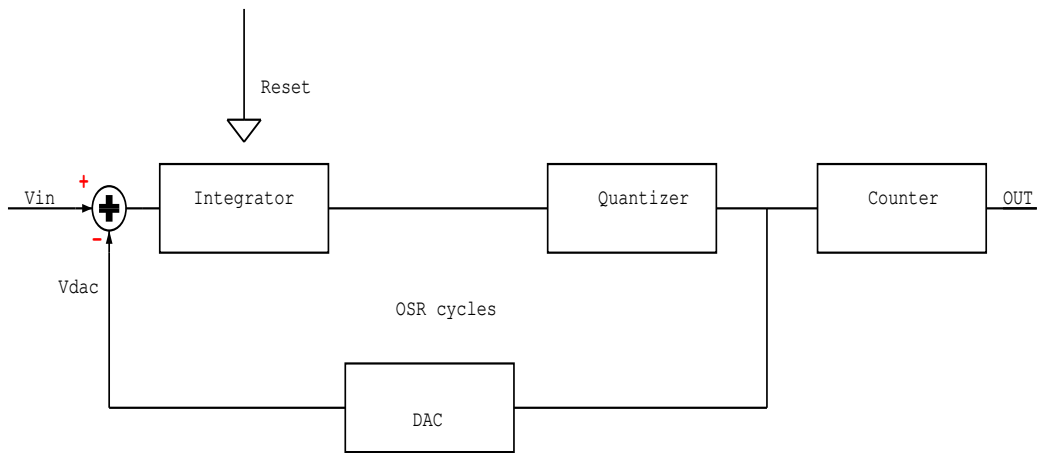 Reset
+
Vin
Integrator
Quantizer
Counter
OUT
-
Vdac
OSR cycles
DAC